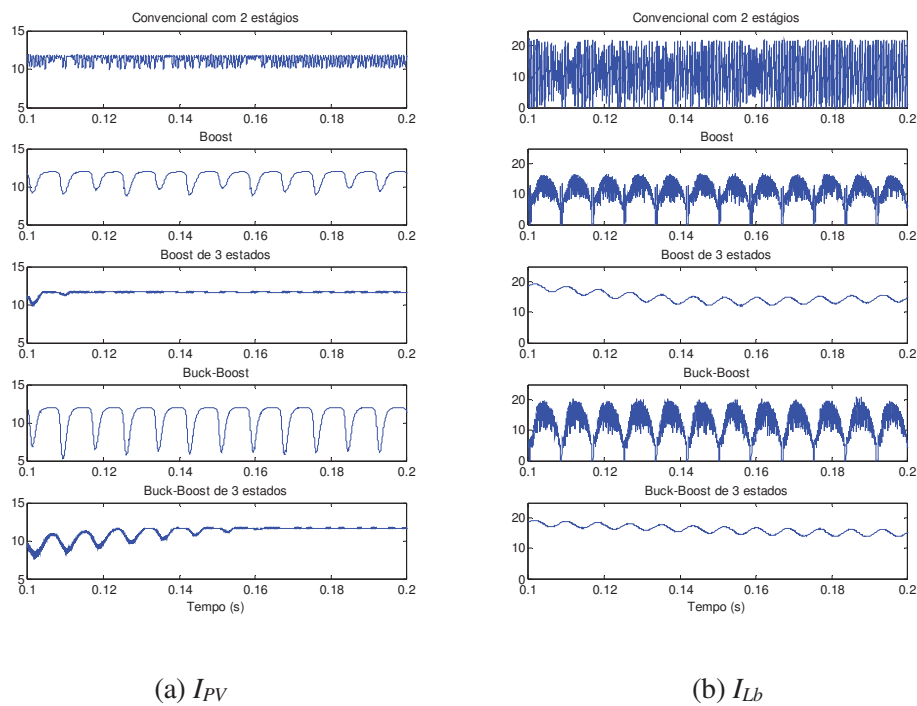 Convencional com 2 estágios
15
10
5
0.1 0.12 0.14 0.16 0.18 0.2
Boost
15
10
5
0.1 0.12 0.14 0.16 0.18 0.2
Boost de 3 estados
15
10
5
0.1 0.12 0.14 0.16 0.18 0.2
Buck-Boost
15
10
5
0.1 0.12 0.14 0.16 0.18 0.2
Buck-Boost de 3 estados
15
10
5
0.1 0.12 0.14 0.16 0.18 0.2
Tempo (s)
(a) IPV
Convencional com 2 estágios
20
10
0
0.1 0.12 0.14 0.16 0.18 0.2
Boost
20
10
0
0.1 0.12 0.14 0.16 0.18 0.2
Boost de 3 estados
20
10
0
0.1 0.12 0.14 0.16 0.18 0.2
Buck-Boost
20
10
0
0.1 0.12 0.14 0.16 0.18 0.2
Buck-Boost de 3 estados
20
10
0
0.1 0.12 0.14 0.16 0.18 0.2
Tempo (s)
(b) ILb